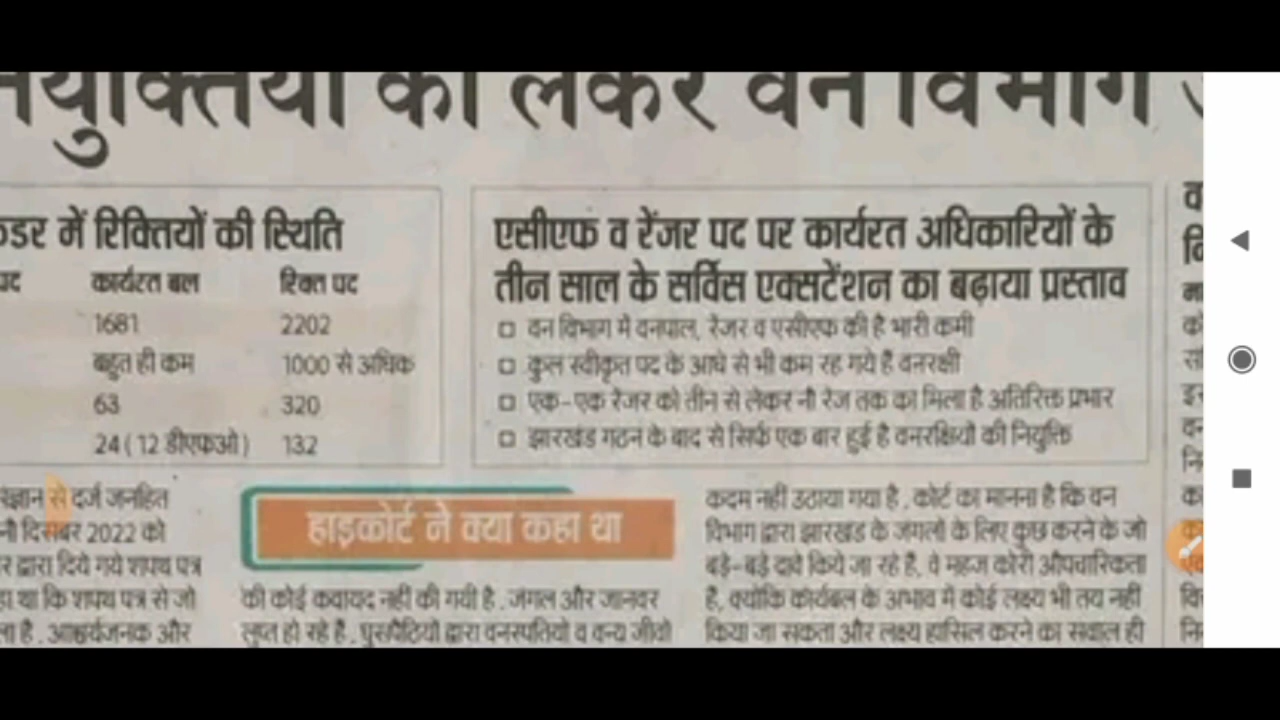 नियुक्तियों को लेकर वन विभाग
कैडर में रिक्तियों की स्थिति
पद कार्यरत बल रिक्त पद
1681 2202
बहुत ही कम 1000 से अधिक
63 320
24 ( 12 डीएफओ ) 132
एसीएफ व रेंजर पद पर कार्यरत अधिकारियों के
तीन साल के सर्विस एक्सटेंशन का बढ़ाया प्रस्ताव
वन विभाग में वनपाल, रेंजर व एसीएफ की है भारी कमी
कुल स्वीकृत पद के आधे से भी कम रह गये हैं वनरक्षी
एक-एक रेंजर को तीन से लेकर नौ रेंज तक का मिला है अतिरिक्त प्रभार
झारखंड गठन के बाद से सिर्फ एक बार हुई है वनरक्षियों की नियुक्ति
से दर्ज जनहित
दिसंबर 2022 को
द्वारा दिये गये शपथ पत्र
था कि शपथ पत्र से जो
है. आश्चर्यजनक और
हाइकोर्ट ने क्या कहा था
की कोई कवायद नहीं की गयी है. जंगल और जानवर
लुप्त हो रहे है. घुसपैठियों द्वारा वनस्पतियों व वन्य जीवों
कदम नहीं उठाया गया है. कोर्ट का मानना है कि वन
विभाग द्वारा झारखंड के जंगलों के लिए कुछ करने के जो
बड़े-बड़े दावे किये जा रहे हैं, वे महज कोरी औपचारिकता
है, क्योंकि कार्यबल के अभाव में कोई लक्ष्य भी तय नहीं
किया जा सकता और लक्ष्य हासिल करने का सवाल ही